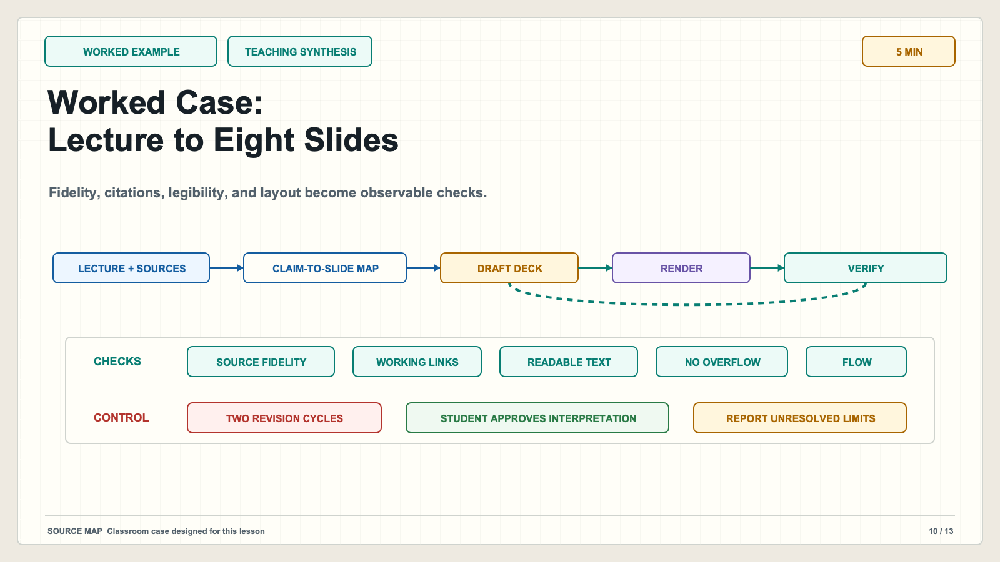 WORKED EXAMPLE
TEACHING SYNTHESIS
5 MIN
Worked Case:
Lecture to Eight Slides
Fidelity, citations, legibility, and layout become observable checks.
LECTURE + SOURCES
CLAIM-TO-SLIDE MAP
DRAFT DECK
RENDER
VERIFY
CHECKS
SOURCE FIDELITY
WORKING LINKS
READABLE TEXT
NO OVERFLOW
FLOW
CONTROL
TWO REVISION CYCLES
STUDENT APPROVES INTERPRETATION
REPORT UNRESOLVED LIMITS
SOURCE MAP  Classroom case designed for this lesson
10 / 13